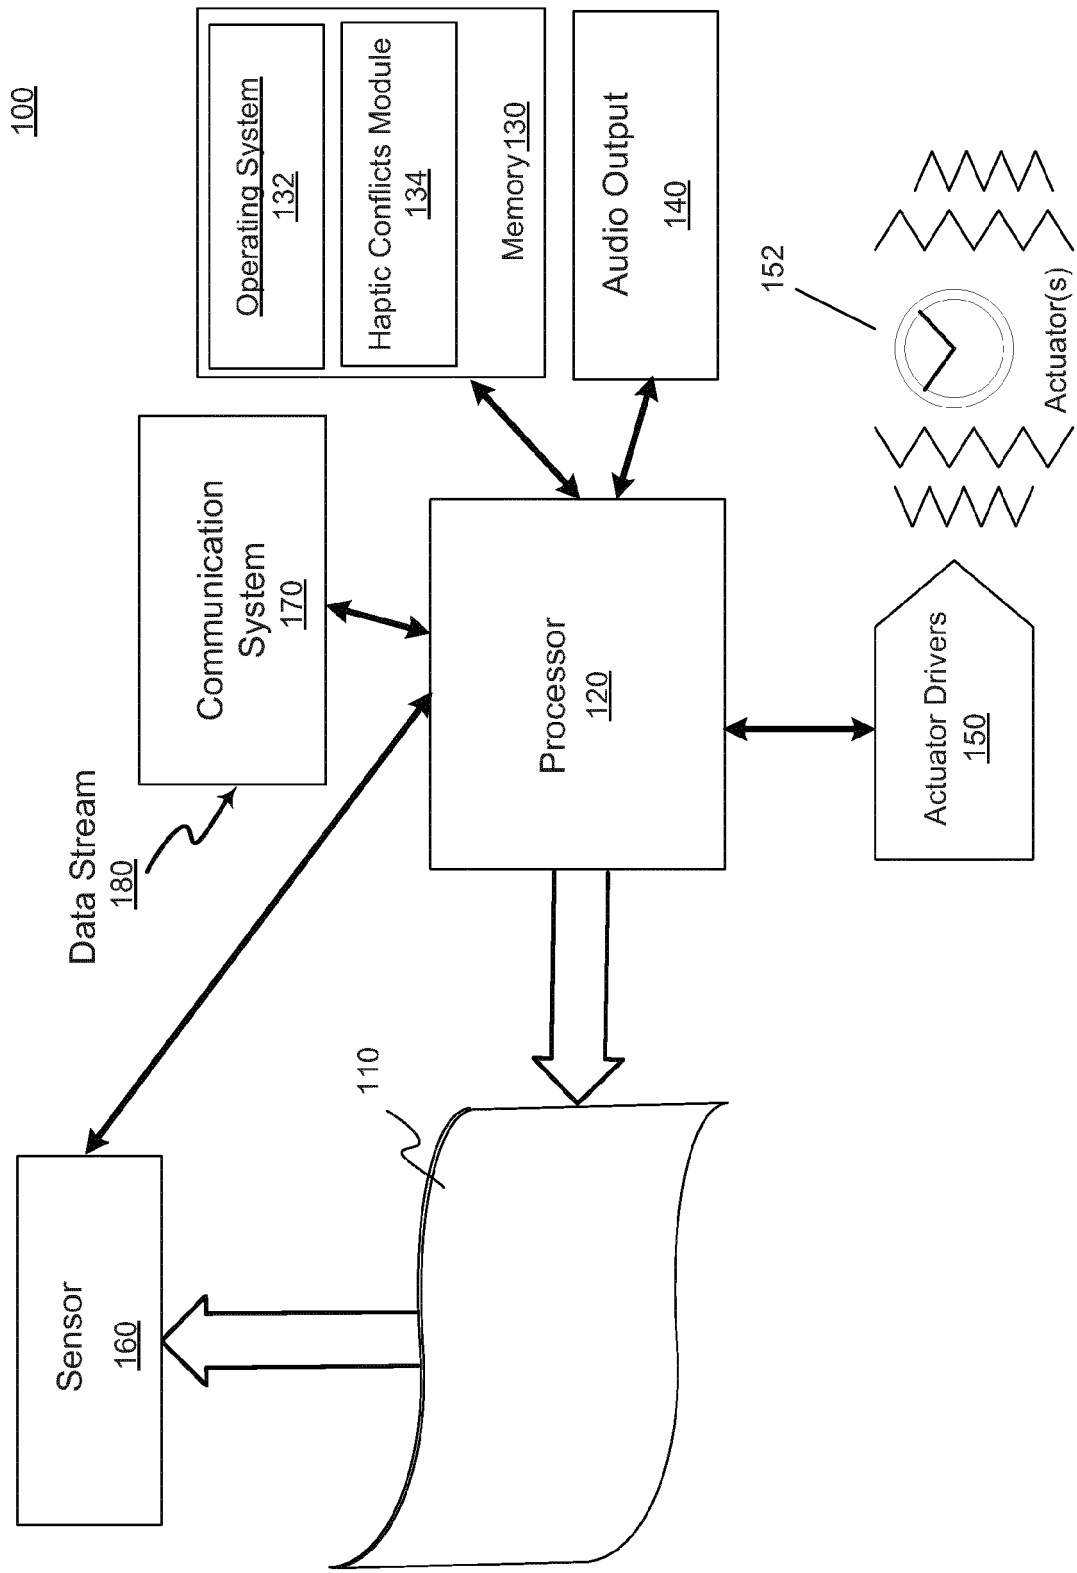 100
Sensor
160
Data Stream
180
Communication
System
170
Operating System
132
Haptic Conflicts Module
134
Memory130
110
Processor
120
Audio Output
140
Actuator Drivers
150
152
Actuator(s)